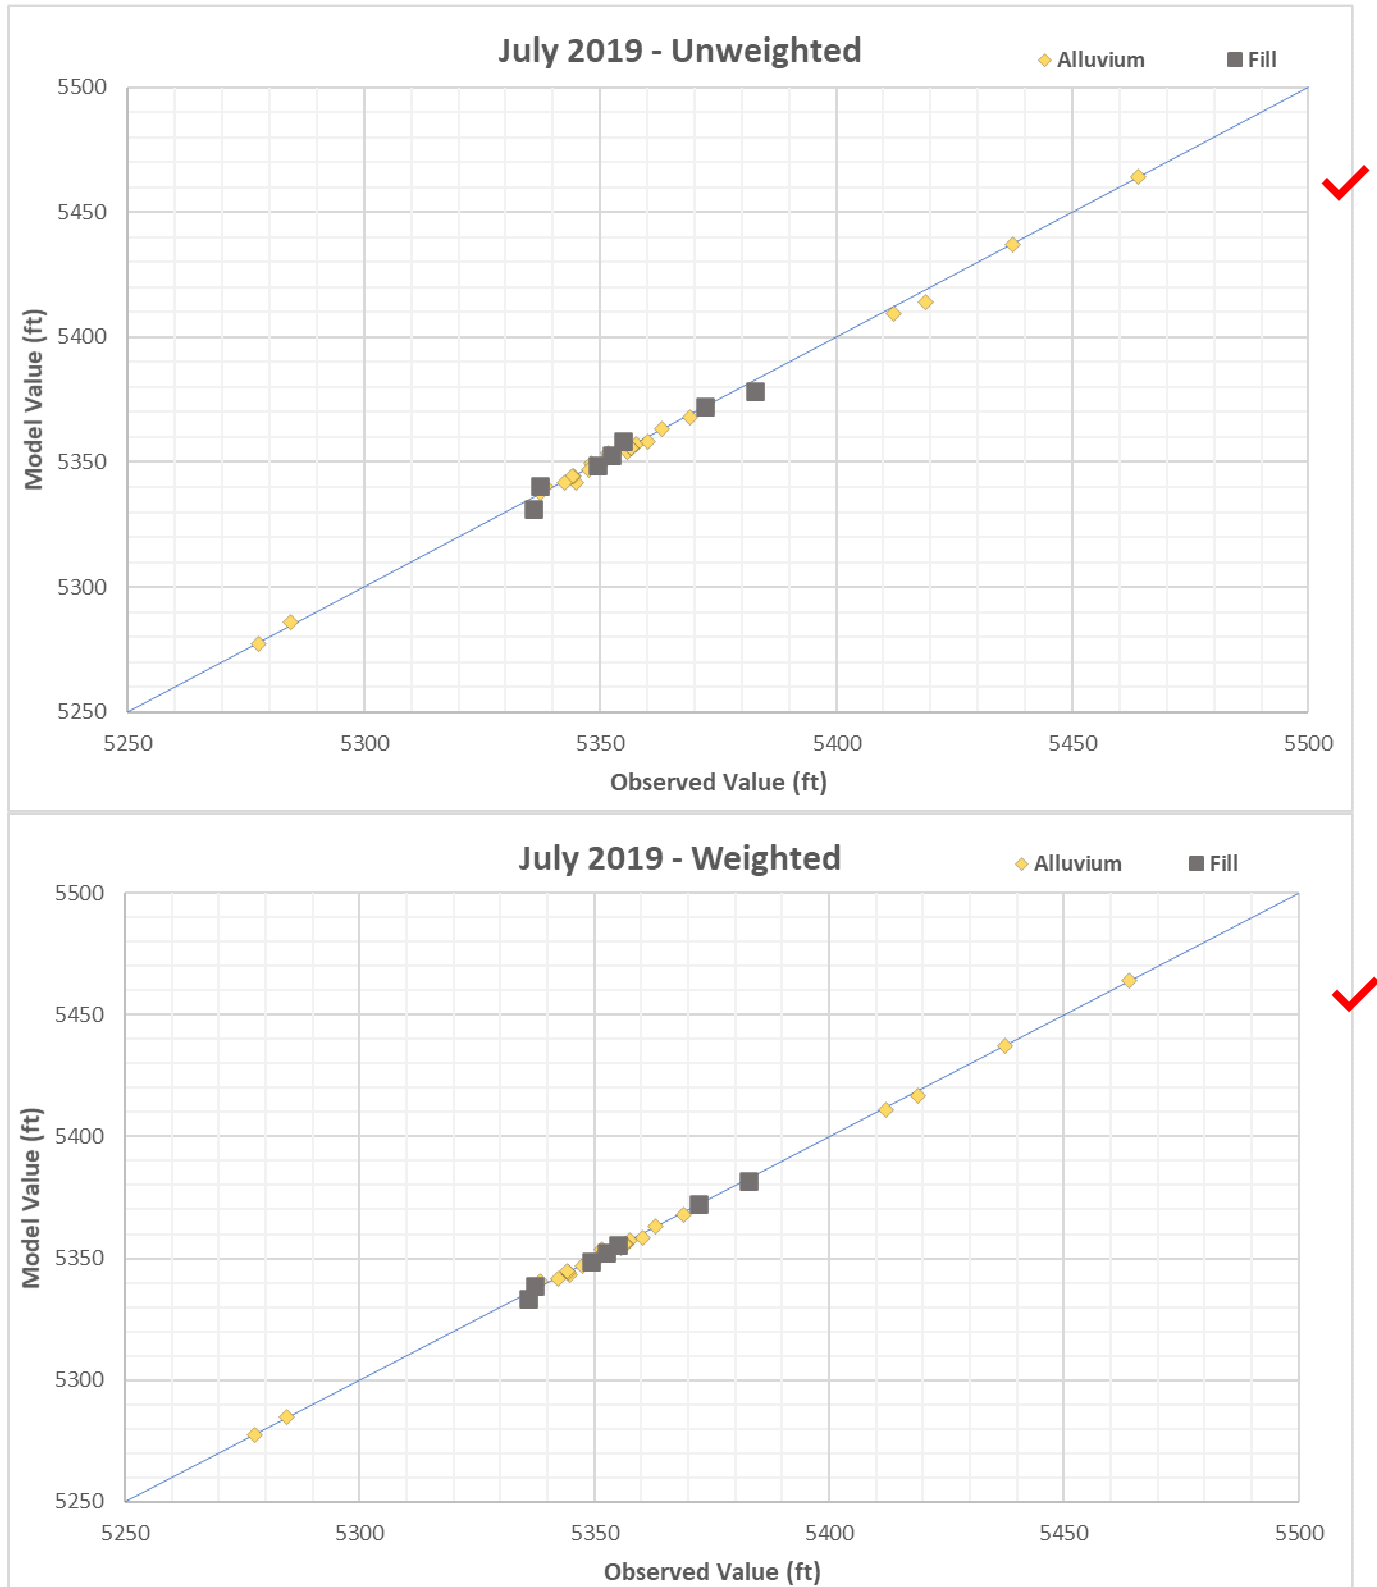 July 2019 - Unweighted
Alluvium Fill
5500
5450
5400
5350
5300
5250
Model Value (ft)
5250 5300 5350 5400 5450 5500
Observed Value (ft)
July 2019 - Weighted
Alluvium Fill
5500
5450
5400
5350
5300
5250
Model Value (ft)
5250 5300 5350 5400 5450 5500
Observed Value (ft)